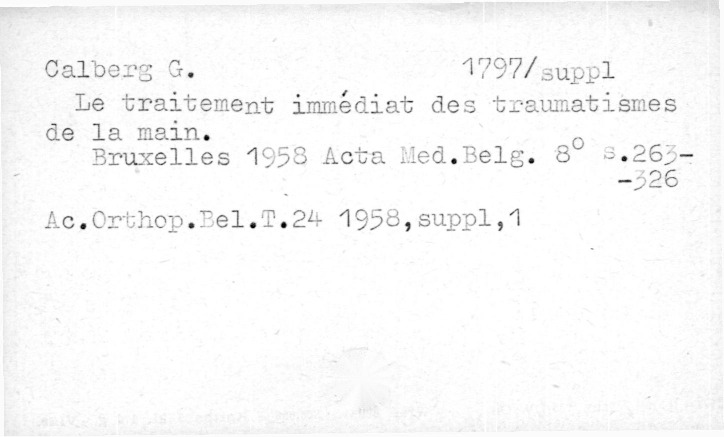 Calberg G. 1797/suppl
Le traitement immédiat des traumatismes
de la main.
Bruxelles 1958 Acta Med.Belg. 8° s.263-
-326
Ac.Orthop.Bel.T.24 1958,suppl,1